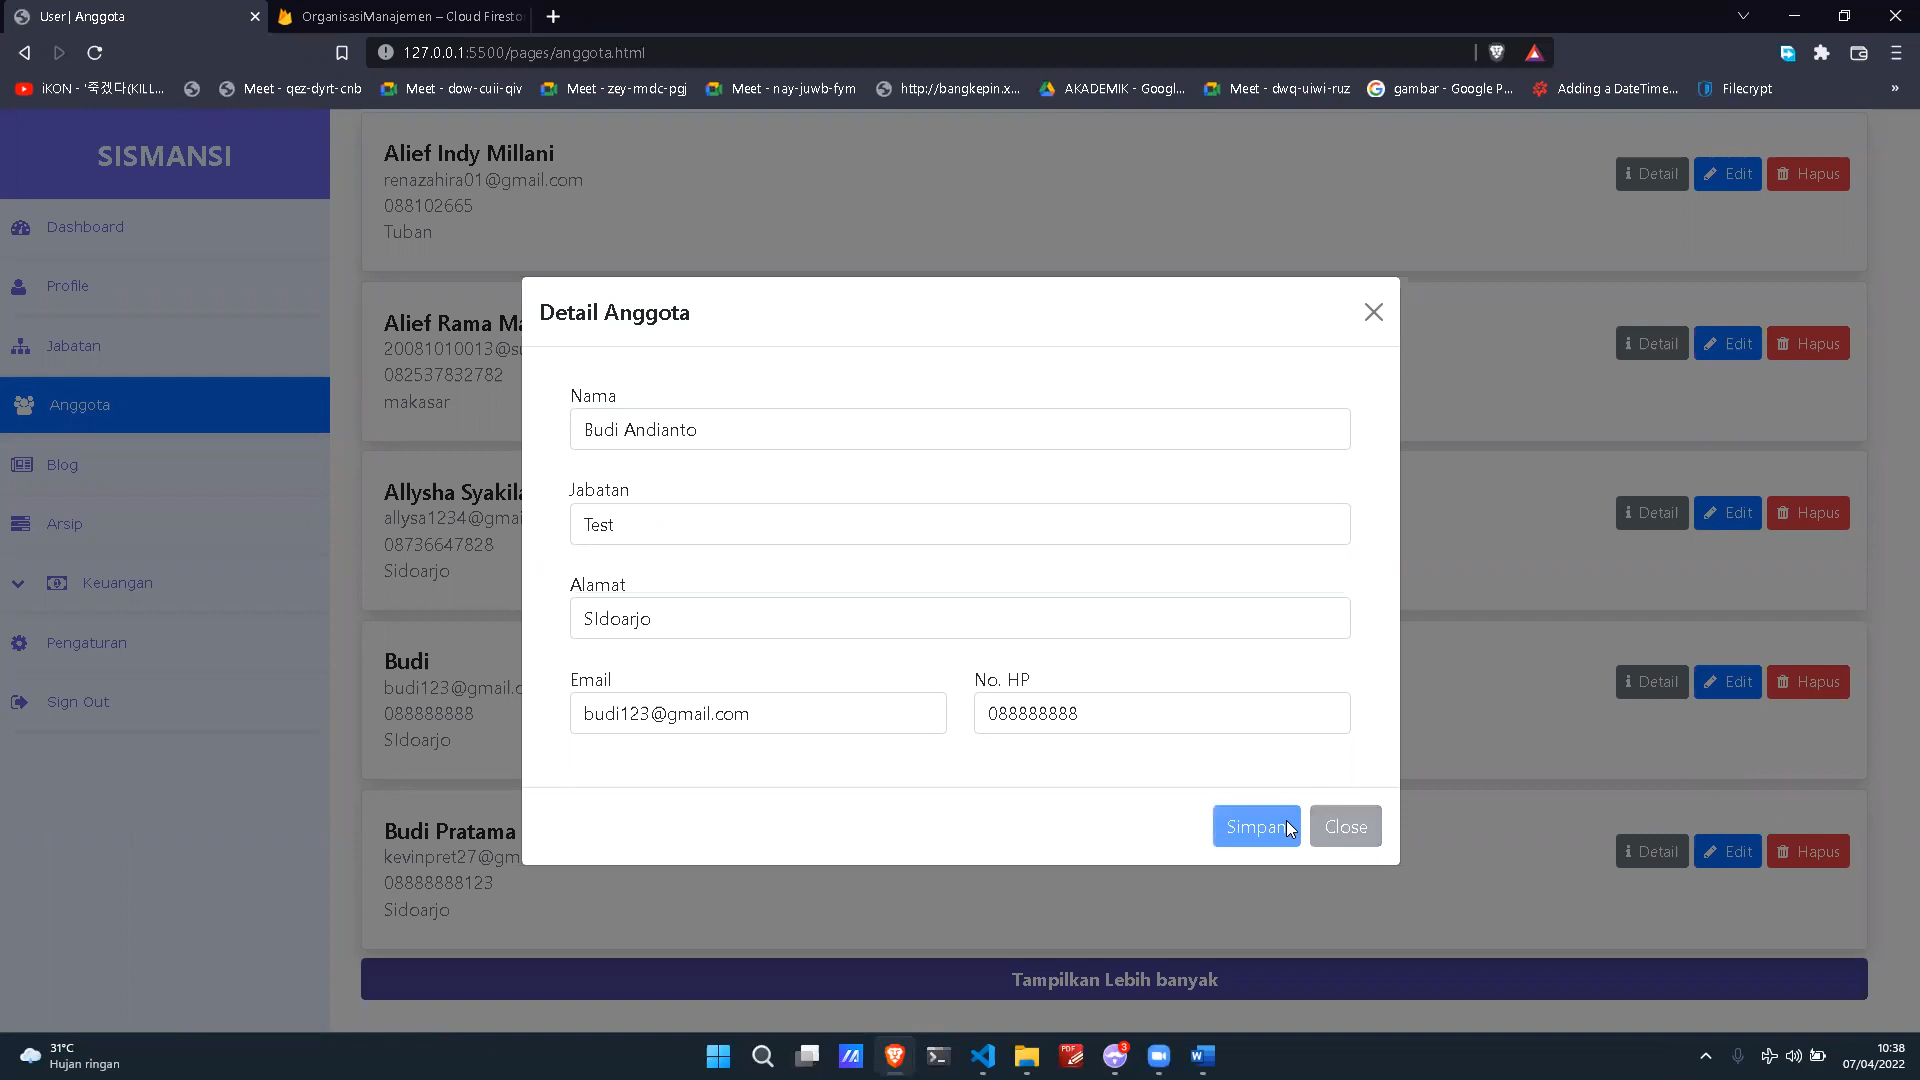 User | Anggota
OrganisasiManajemen – Cloud Firesto
127.0.0.1:5500/pages/anggota.html
iKON - '죽겠다(KILL...
Meet - qez-dyrt-cnb
Meet - dow-cuii-qiv
Meet - zey-rmdc-pgj
Meet - nay-juwb-fym
http://bangkepin.x...
AKADEMIK - Googl...
Meet - dwq-uiwi-ruz
gambar - Google P...
Adding a DateTime...
Filecrypt
»
SISMANSI
Dashboard
Profile
Jabatan
Anggota
Blog
Arsip
Keuangan
Pengaturan
Sign Out
Alief Indy Millani
renazahira01@gmail.com
088102665
Tuban
Detail Edit Hapus
Alief Rama Ma
20081010013@su
082537832782
makasar
Detail Edit Hapus
Allysha Syakila
allysa1234@gmai
08736647828
Sidoarjo
Detail Edit Hapus
Budi
budi123@gmail.c
088888888
SIdoarjo
Detail Edit Hapus
Budi Pratama
kevinpret27@gm
08888888123
Sidoarjo
Detail Edit Hapus
Tampilkan Lebih banyak
Detail Anggota
Nama
Budi Andianto
Jabatan
Test
Alamat
SIdoarjo
Email
budi123@gmail.com
No. HP
088888888
Simpan
Close
31°C
Hujan ringan
PDF
3
10:38
07/04/2022